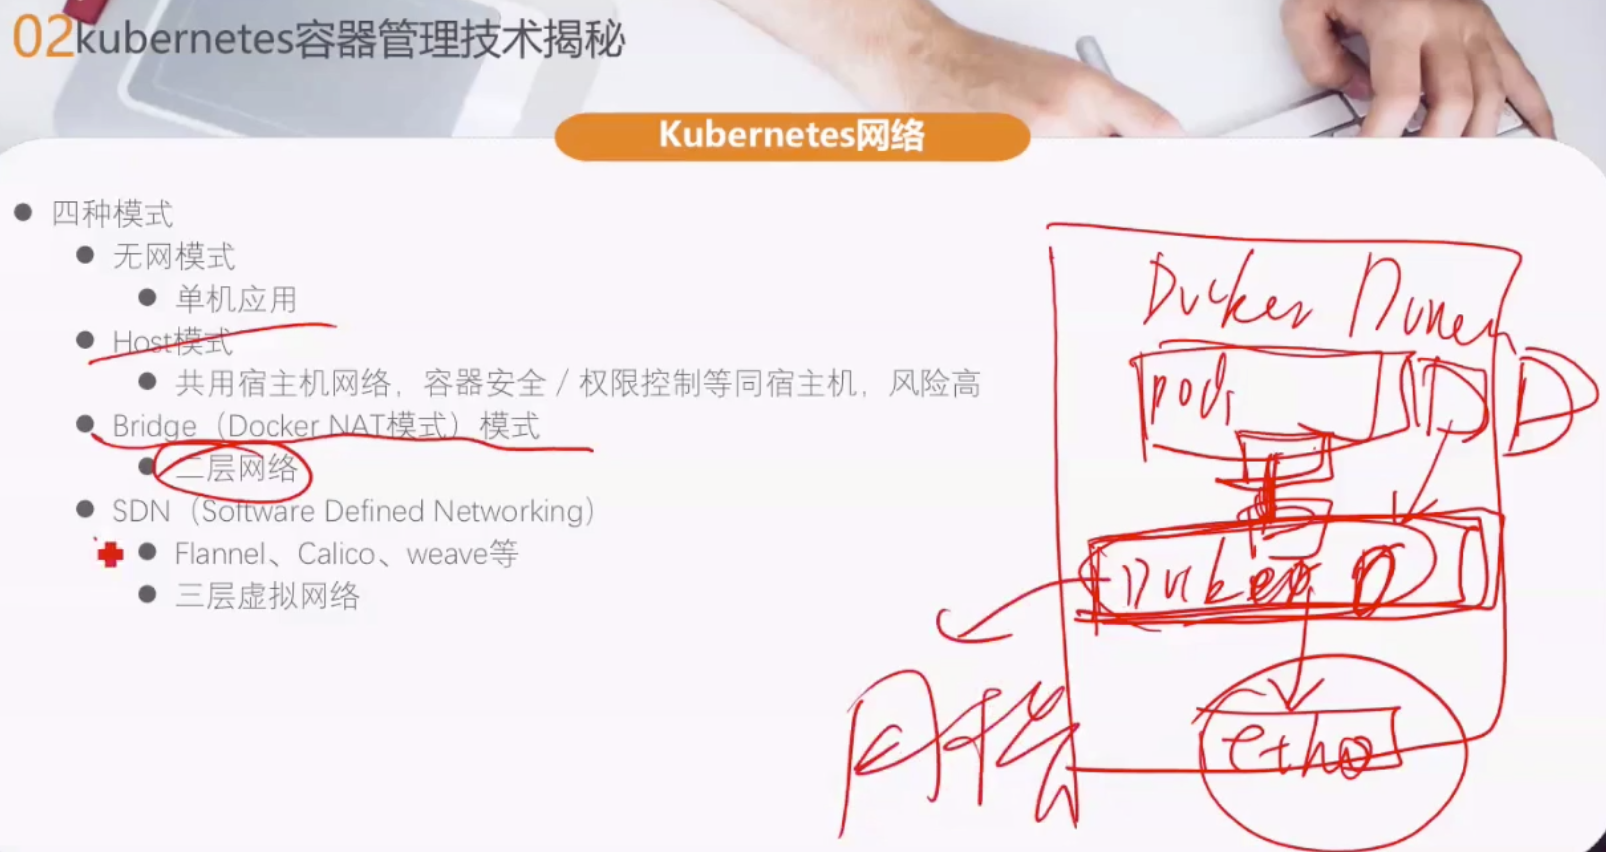 02kubernetes容器管理技术揭秘
Kubernetes网络
四种模式
无网模式
单机应用
Host模式
共用宿主机网络，容器安全／权限控制等同宿主机，风险高
Bridge（Docker NAT模式）模式
二层网络
SDN（Software Defined Networking）
Flannel、Calico、weave等
三层虚拟网络
Docker
pods
D
D
Docker 0
网桥
eth0